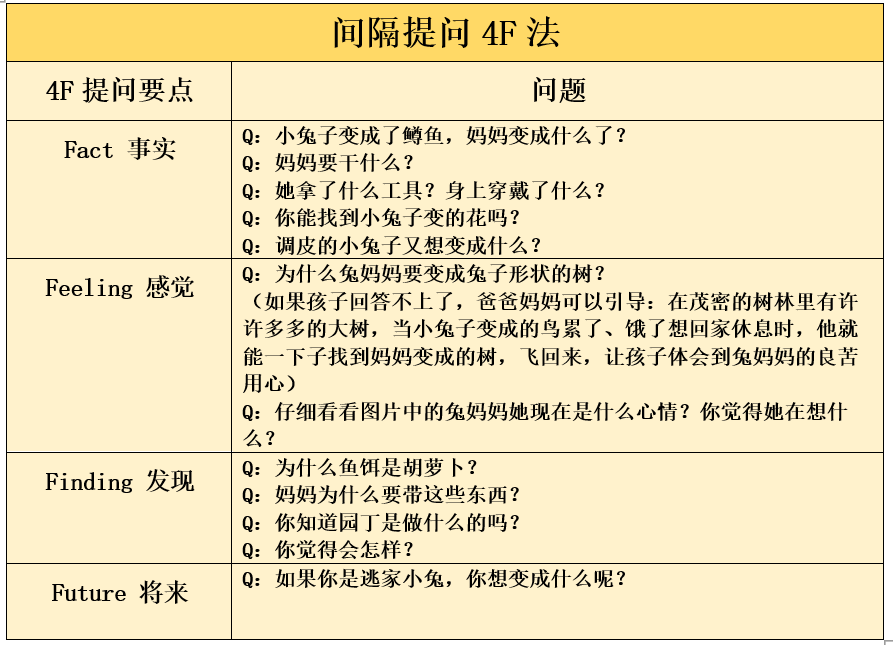 间隔提问 4F 法
4F 提问要点
问题
Fact 事实
Q：小兔子变成了鳟鱼，妈妈变成什么了？
Q：妈妈要干什么？
Q：她拿了什么工具？身上穿戴了什么？
Q：你能找到小兔子变的花吗？
Q：调皮的小兔子又想变成什么？
Feeling 感觉
Q：为什么兔妈妈要变成兔子形状的树？
（如果孩子回答不上了，爸爸妈妈可以引导：在茂密的树林里有许
许多多的大树，当小兔子变成的鸟累了、饿了想回家休息时，他就
能一下子找到妈妈变成的树，飞回来，让孩子体会到兔妈妈的良苦
用心）
Q：仔细看看图片中的兔妈妈她现在是什么心情？你觉得她在想什
么？
Finding 发现
Q：为什么鱼饵是胡萝卜？
Q：妈妈为什么要带这些东西？
Q：你知道园丁是做什么的吗？
Q：你觉得会怎样？
Future 将来
Q：如果你是逃家小兔，你想变成什么呢？